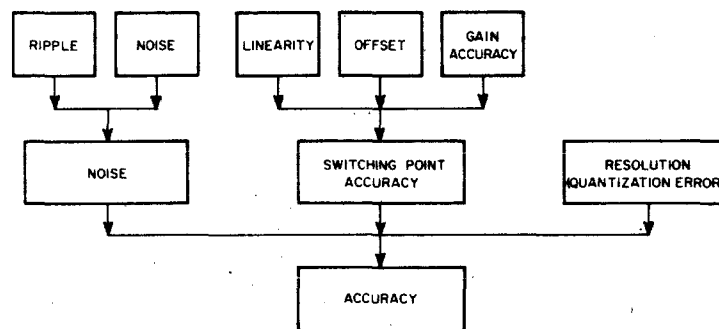 RIPPLE
NOISE
LINEARITY
OFFSET
GAIN
ACCURACY
NOISE
SWITCHING POINT
ACCURACY
RESOLUTION
(QUANTIZATION ERROR)
ACCURACY